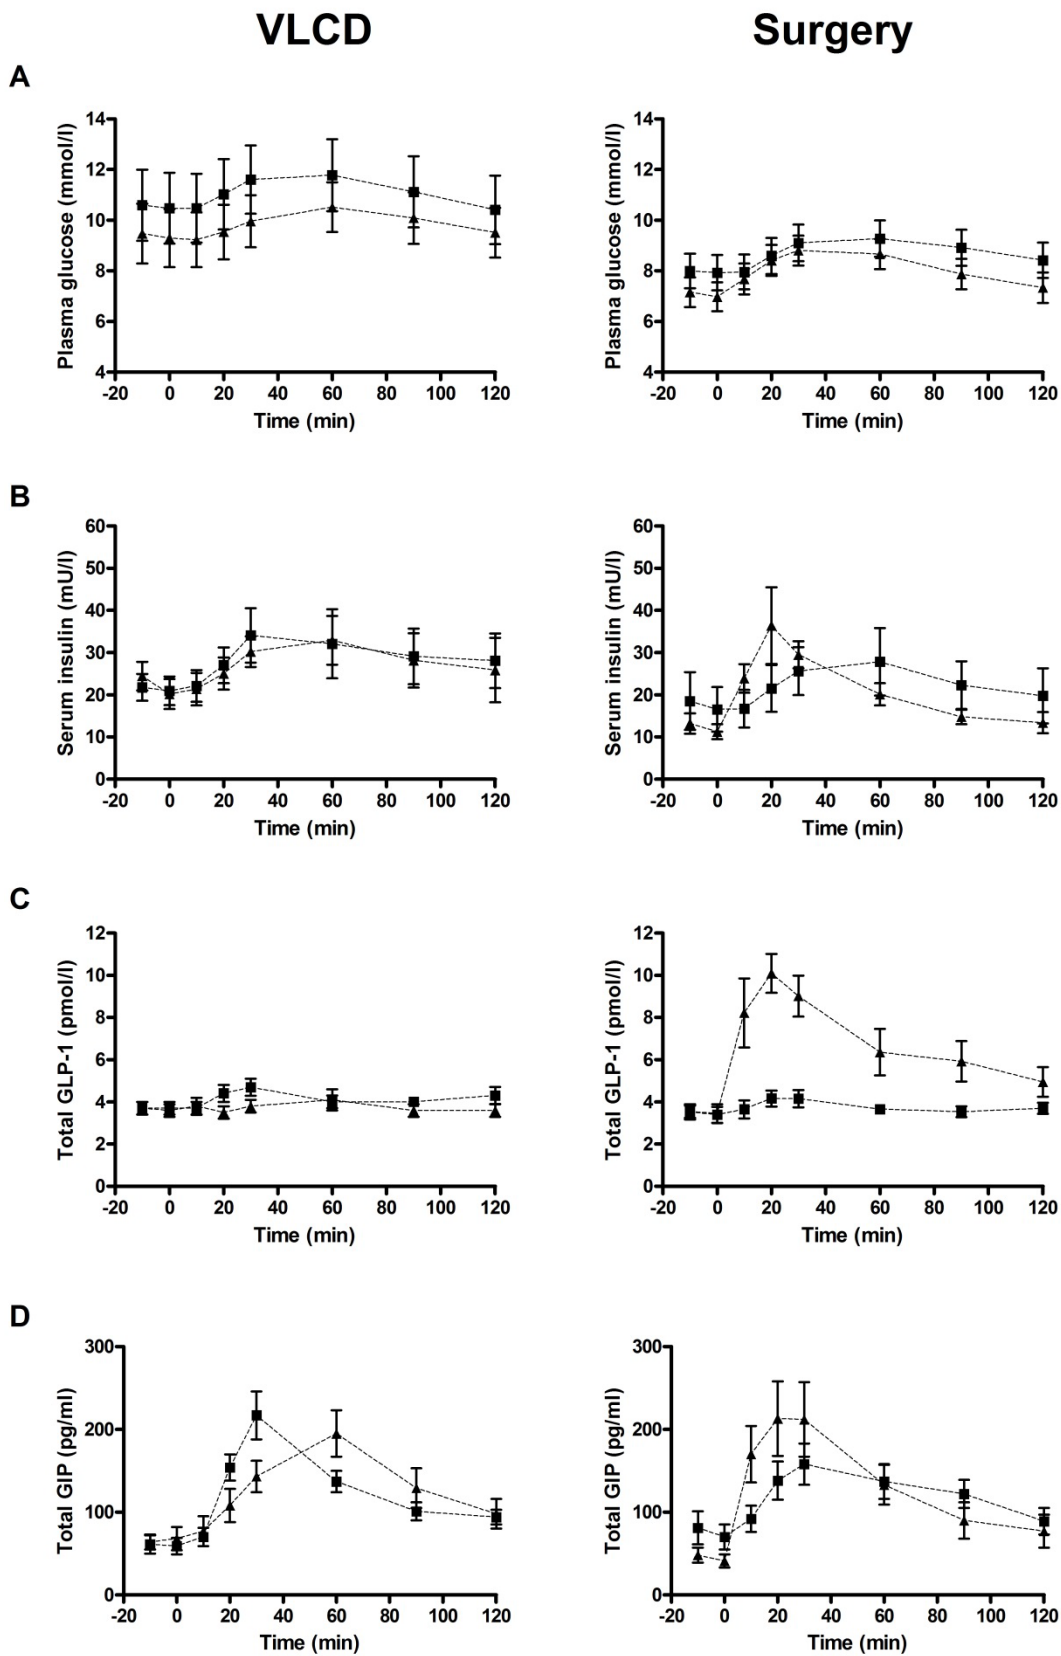 VLCD Surgery
A
Plasma glucose (mmol/l)
14
12
10
8
6
4
-20 0 20 40 60 80 100 120
Time (min)
Plasma glucose (mmol/l)
14
12
10
8
6
4
-20 0 20 40 60 80 100 120
Time (min)
B
Serum insulin (mU/l)
60
50
40
30
20
10
0
-20 0 20 40 60 80 100 120
Time (min)
Serum insulin (mU/l)
60
50
40
30
20
10
0
-20 0 20 40 60 80 100 120
Time (min)
C
Total GLP-1 (pmol/l)
12
10
8
6
4
2
0
-20 0 20 40 60 80 100 120
Time (min)
Total GLP-1 (pmol/l)
12
10
8
6
4
2
0
-20 0 20 40 60 80 100 120
Time (min)
D
Total GIP (pg/ml)
300
200
100
0
-20 0 20 40 60 80 100 120
Time (min)
Total GIP (pg/ml)
300
200
100
0
-20 0 20 40 60 80 100 120
Time (min)